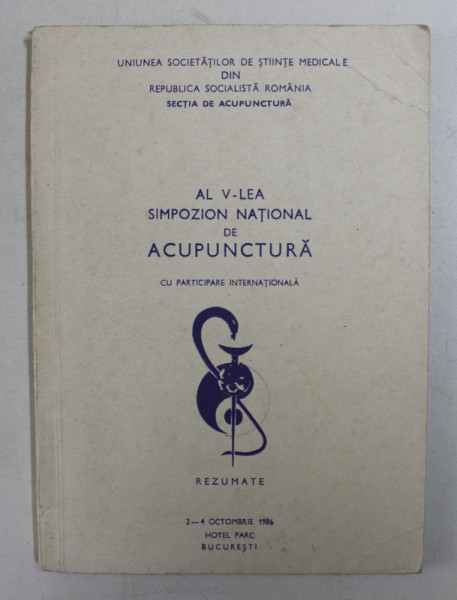 UNIUNEA SOCIETĂȚILOR DE ȘTIINȚE MEDICALE
DIN
REPUBLICA SOCIALISTĂ ROMÂNIA
SECȚIA DE ACUPUNCTURĂ
AL V-LEA
SIMPOZION NAȚIONAL
DE
ACUPUNCTURĂ
CU PARTICIPARE INTERNAȚIONALĂ
REZUMATE
2—4 OCTOMBRIE 1986
HOTEL PARC
BUCUREȘTI